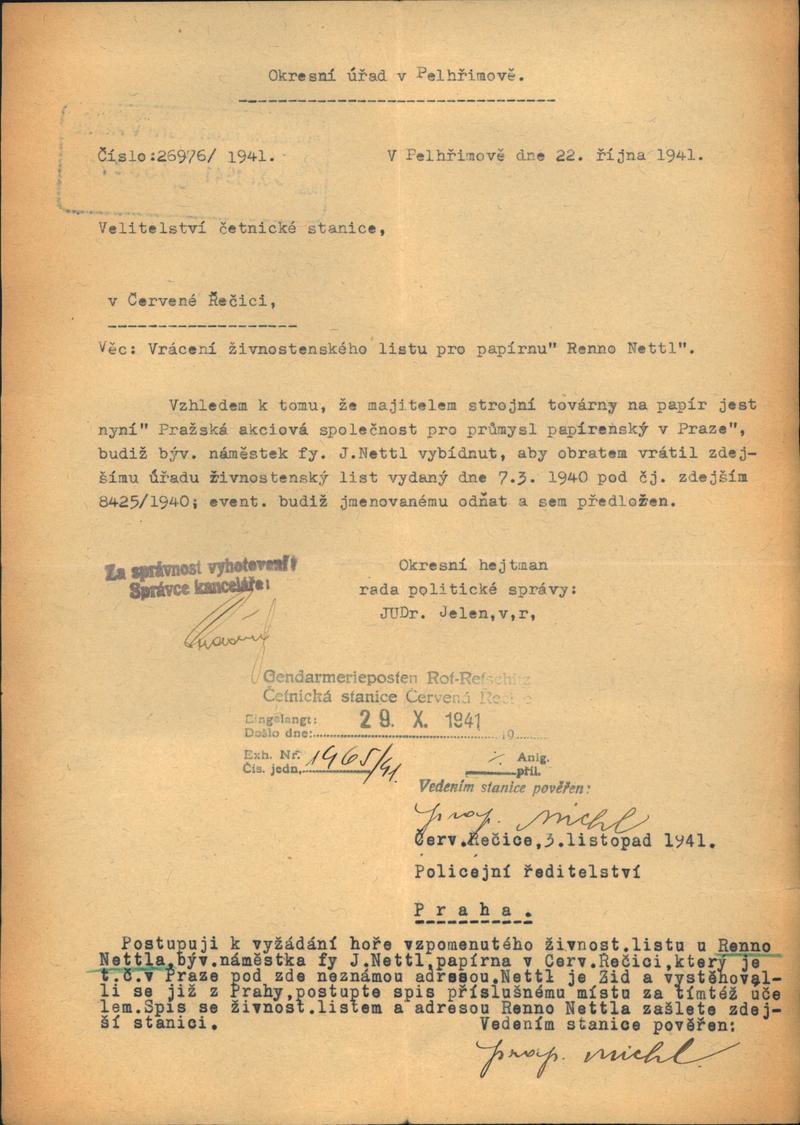 Okresní úřad v Pelhřimově.
Číslo:26976/ 1941.
V Pelhřimově dne 22. října 1941.
Velitelství četnické stanice,
v Červené Řečici,
Věc: Vrácení živnostenského listu pro papírnu" Renno Nettl".
Vzhledem k tomu, že majitelem strojní továrny na papír jest
nyní" Pražská akciová společnost pro průmysl papírenský v Praze",
budiž býv. náměstek fy. J.Nettl vybídnut, aby obratem vrátil zdej-
šímu úřadu živnostenský list vydaný dne 7.3. 1940 pod čj. zdejším
8425/1940; event. budiž jmenovanému odňat a sem předložen.
Za správnost vyhotovení!
Správce kanceláře:
Okresní hejtman
rada politické správy:
JUDr. Jelen,v,r,
Gendarmerieposten Rot-Retschitz
Četnická stanice Červená Řečice
Eingelangt:
Došlo dne:
29. X. 1941
19
Exh. Nr.
Čís. jedn.
1965/41
Anlg.
příl.
Vedením stanice pověřen:
prap. Michl
Červ.Řečice,3.listopad 1941.
Policejní ředitelství
Praha.
Postupuji k vyžádání hoře vzpomenutého živnost.listu u Renno
Nettla,býv.náměstka fy J.Nettl,papírna v Červ.Řečici,který je
t.č.v Praze pod zde neznámou adresou.Nettl je Žid a vystěhoval-
li se již z Prahy,postupte spis příslušnému místu za tímtéž úče
lem.Spis se živnost.listem a adresou Renno Nettla zašlete zdej-
ší stanici.
Vedením stanice pověřen:
prap. Michl